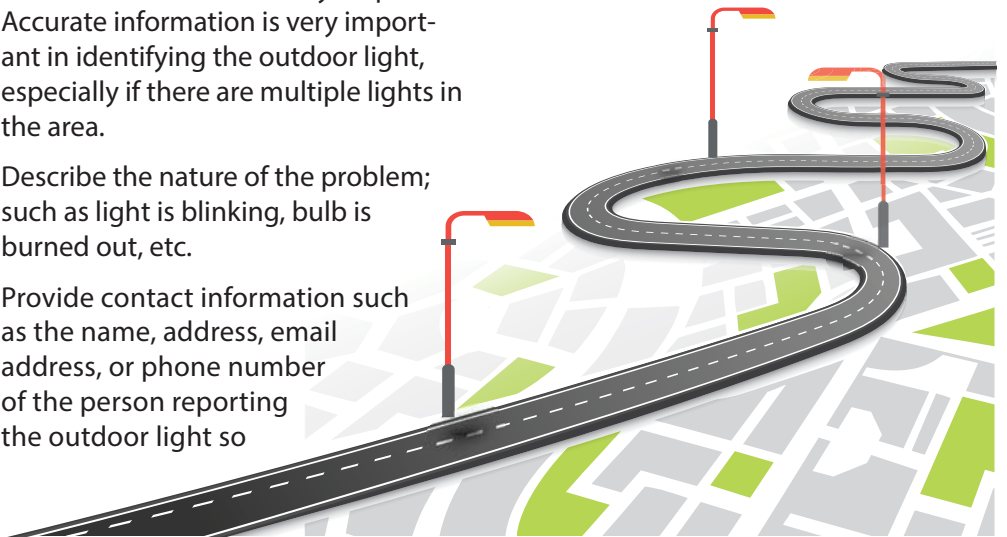 Accurate information is very import-
ant in identifying the outdoor light,
especially if there are multiple lights in
the area.
Describe the nature of the problem;
such as light is blinking, bulb is
burned out, etc.
Provide contact information such
as the name, address, email
address, or phone number
of the person reporting
the outdoor light so